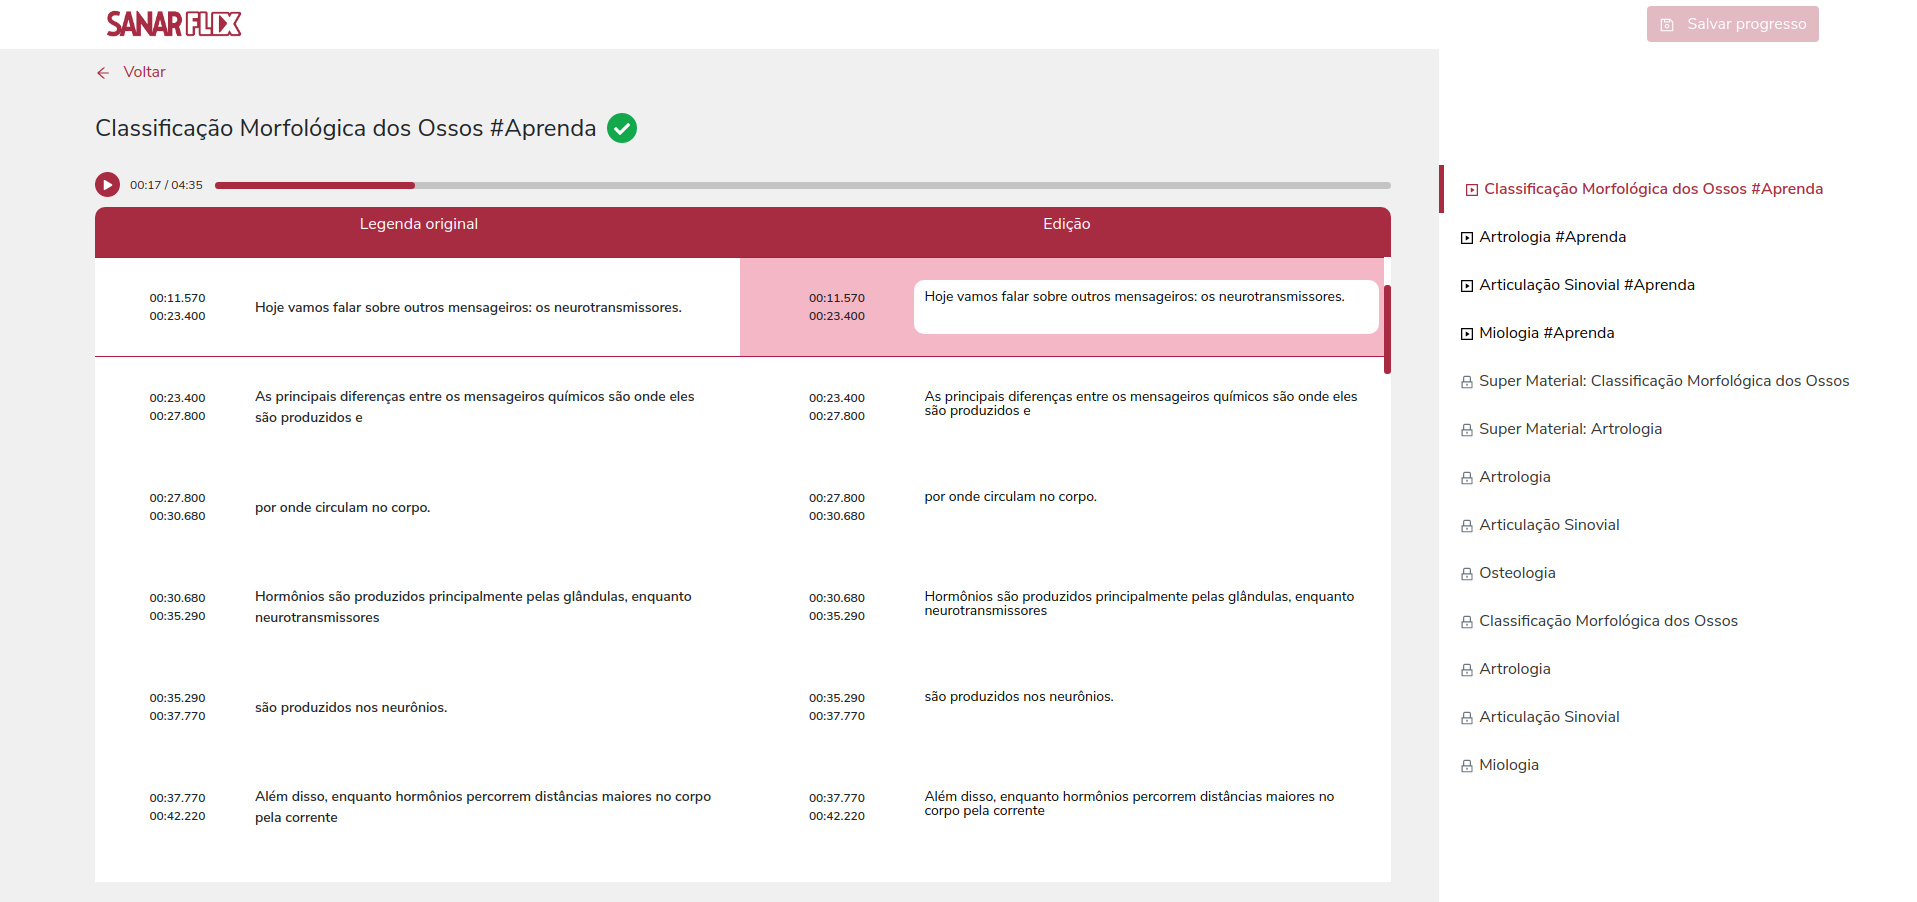 SANARFLIX
Salvar progresso
Voltar
Classificação Morfológica dos Ossos #Aprenda
00:17 / 04:35
Legenda original
Edição
00:11.570
00:23.400
Hoje vamos falar sobre outros mensageiros: os neurotransmissores.
00:11.570
00:23.400
Hoje vamos falar sobre outros mensageiros: os neurotransmissores.
00:23.400
00:27.800
As principais diferenças entre os mensageiros químicos são onde eles
são produzidos e
00:23.400
00:27.800
As principais diferenças entre os mensageiros químicos são onde eles
são produzidos e
00:27.800
00:30.680
por onde circulam no corpo.
00:27.800
00:30.680
por onde circulam no corpo.
00:30.680
00:35.290
Hormônios são produzidos principalmente pelas glândulas, enquanto
neurotransmissores
00:30.680
00:35.290
Hormônios são produzidos principalmente pelas glândulas, enquanto
neurotransmissores
00:35.290
00:37.770
são produzidos nos neurônios.
00:35.290
00:37.770
são produzidos nos neurônios.
00:37.770
00:42.220
Além disso, enquanto hormônios percorrem distâncias maiores no corpo
pela corrente
00:37.770
00:42.220
Além disso, enquanto hormônios percorrem distâncias maiores no
corpo pela corrente
Classificação Morfológica dos Ossos #Aprenda
Artrologia #Aprenda
Articulação Sinovial #Aprenda
Miologia #Aprenda
Super Material: Classificação Morfológica dos Ossos
Super Material: Artrologia
Artrologia
Articulação Sinovial
Osteologia
Classificação Morfológica dos Ossos
Artrologia
Articulação Sinovial
Miologia